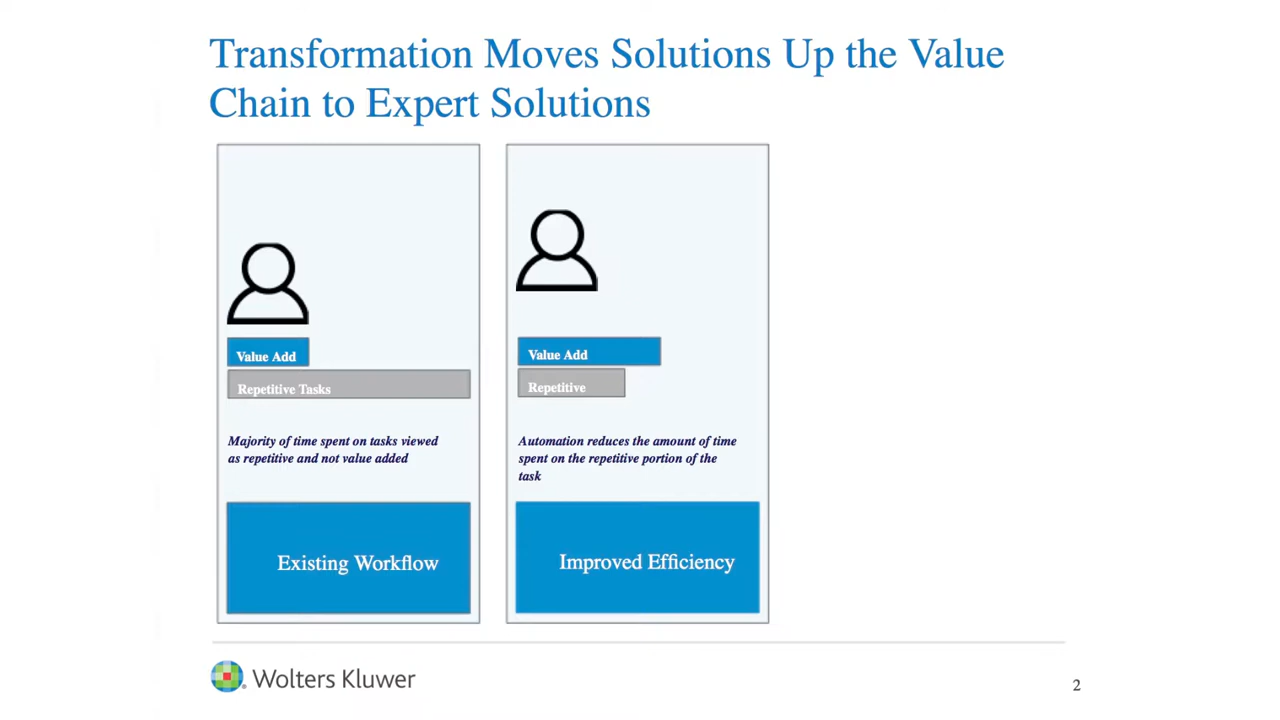 Transformation Moves Solutions Up the Value
Chain to Expert Solutions
Value Add
Repetitive Tasks
Majority of time spent on tasks viewed
as repetitive and not value added
Existing Workflow
Value Add
Repetitive
Automation reduces the amount of time
spent on the repetitive portion of the
task
Improved Efficiency
Wolters Kluwer
2